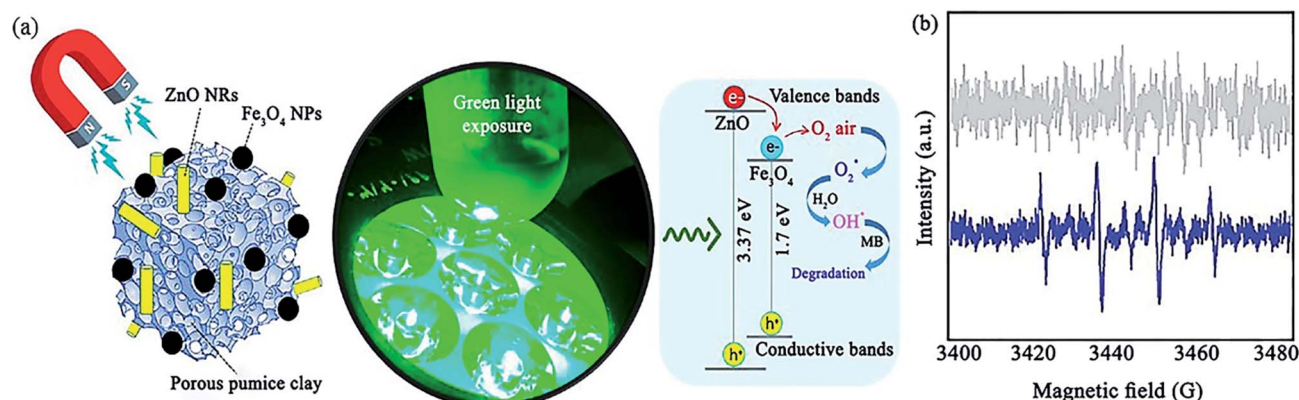 (a)
S
N
ZnO NRs
Fe₃O₄ NPs
Porous pumice clay
Green light
exposure
e-
Valence bands
ZnO
e-
O₂ air
Fe₃O₄
O₂•
H₂O
OH•
MB
Degradation
3.37 eV
1.7 eV
h•
h•
Conductive bands
(b)
Intensity (a.u.)
3400 3420 3440 3460 3480
Magnetic field (G)